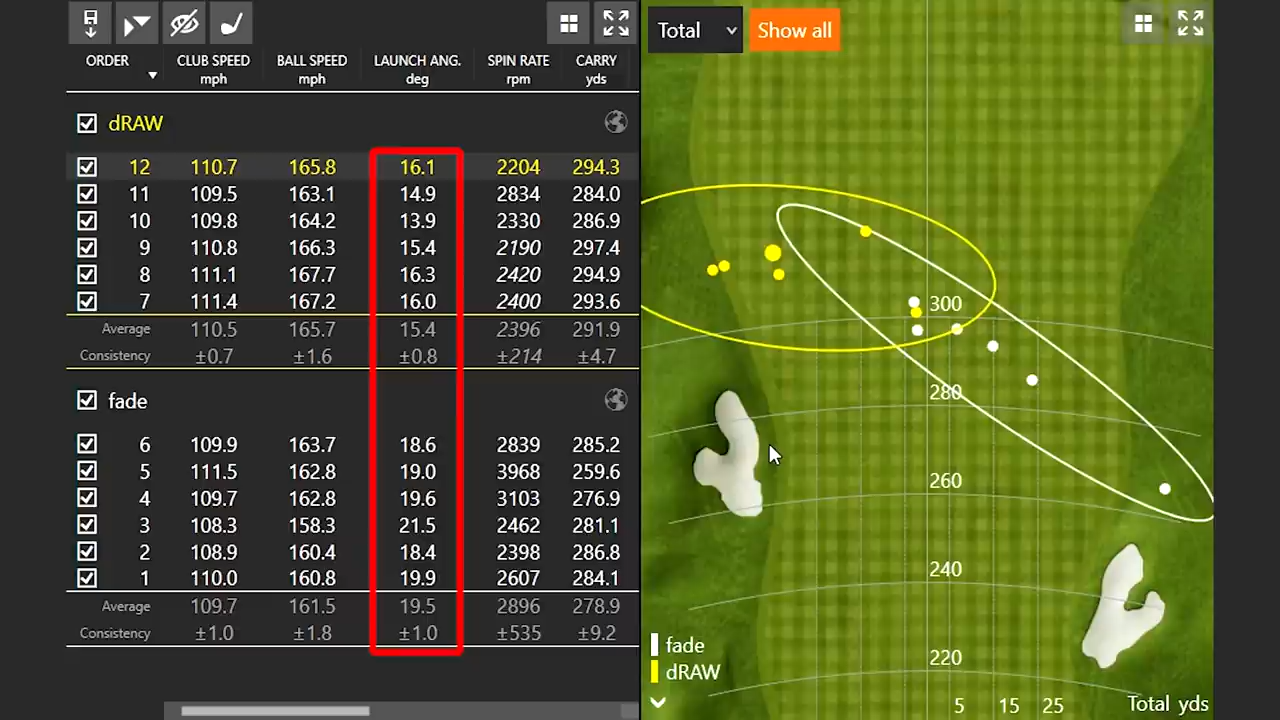 ORDER CLUB SPEED BALL SPEED LAUNCH ANG. SPIN RATE CARRY
mph mph deg rpm yds
dRAW
12 110.7 165.8 16.1 2204 294.3
11 109.5 163.1 14.9 2834 284.0
10 109.8 164.2 13.9 2330 286.9
9 110.8 166.3 15.4 2190 297.4
8 111.1 167.7 16.3 2420 294.9
7 111.4 167.2 16.0 2400 293.6
Average 110.5 165.7 15.4 2396 291.9
Consistency ±0.7 ±1.6 ±0.8 ±214 ±4.7
fade
6 109.9 163.7 18.6 2839 285.2
5 111.5 162.8 19.0 3968 259.6
4 109.7 162.8 19.6 3103 276.9
3 108.3 158.3 21.5 2462 281.1
2 108.9 160.4 18.4 2398 286.8
1 110.0 160.8 19.9 2607 284.1
Average 109.7 161.5 19.5 2896 278.9
Consistency ±1.0 ±1.8 ±1.0 ±535 ±9.2
Total Show all
300
280
260
240
220
fade
dRAW
5 15 25 Total yds